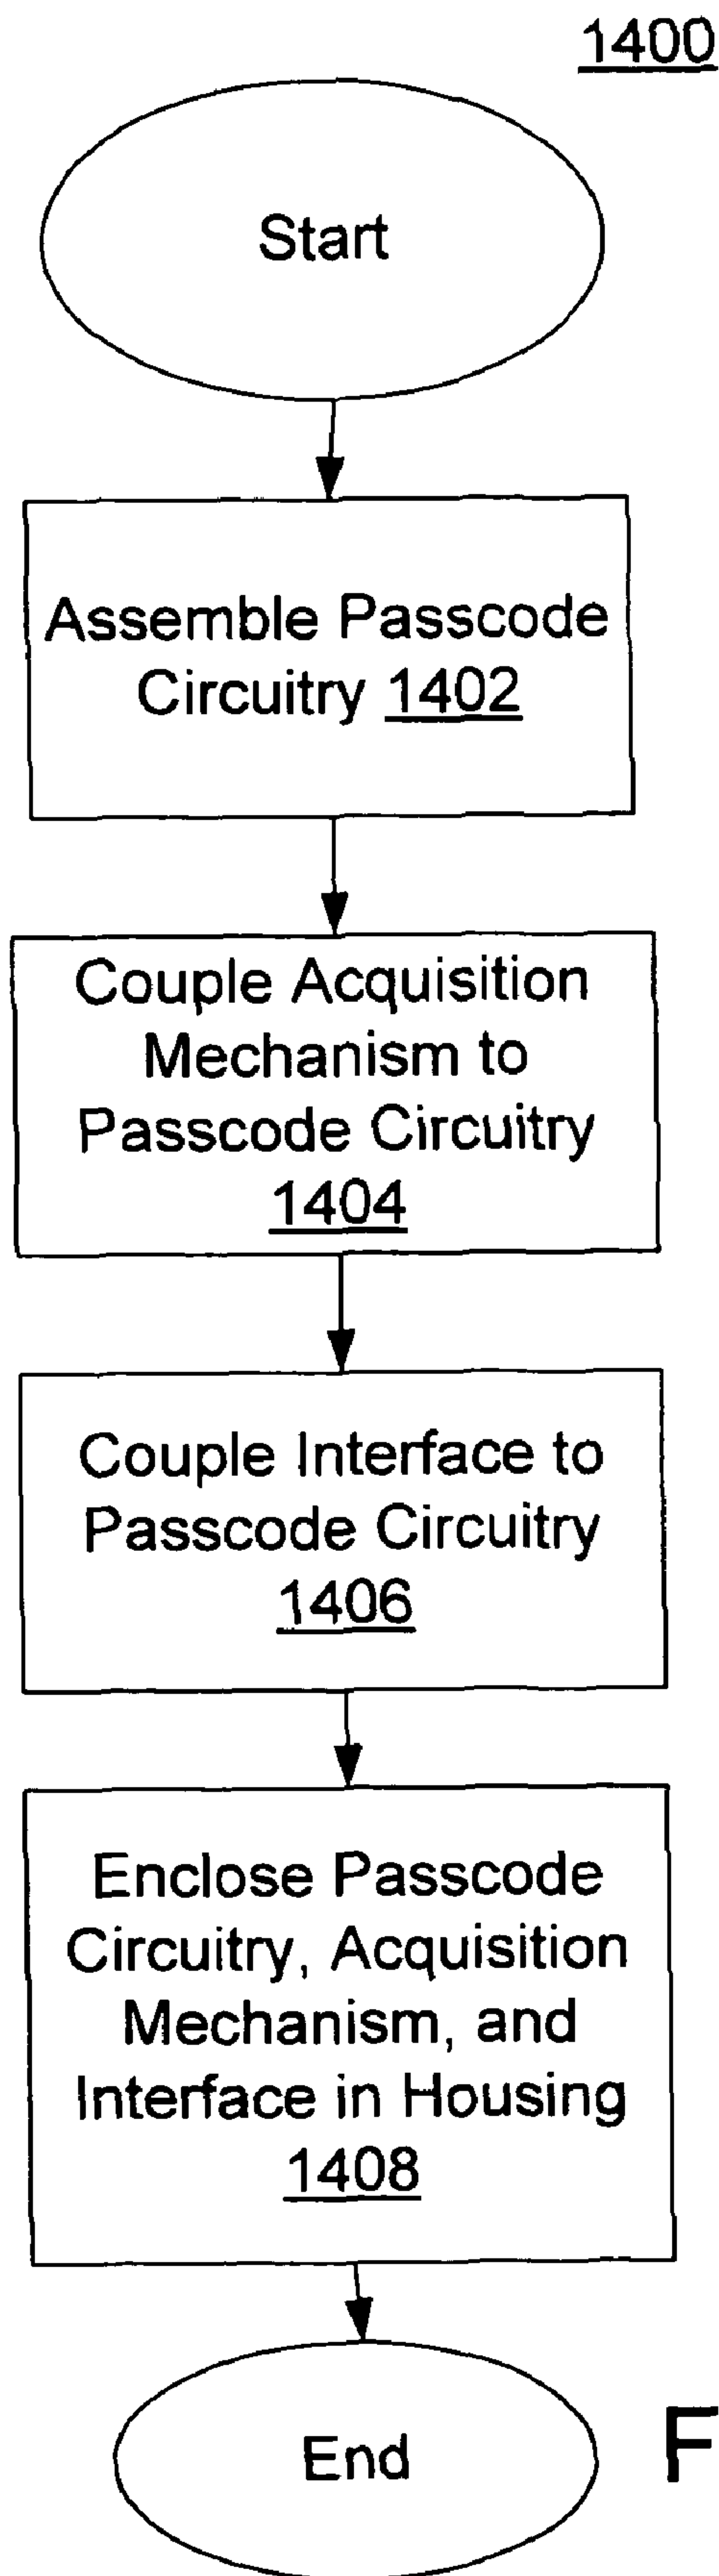 1400
Start
Assemble Passcode
Circuitry 1402
Couple Acquisition
Mechanism to
Passcode Circuitry
1404
Couple Interface to
Passcode Circuitry
1406
Enclose Passcode
Circuitry, Acquisition
Mechanism, and
Interface in Housing
1408
End
F